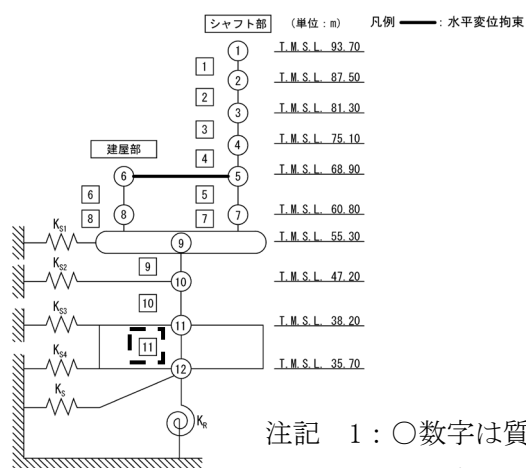 シャフト部 （単位：m） 凡例 ：水平変位拘束
1 T.M.S.L. 93.70
1
2 T.M.S.L. 87.50
2
3 T.M.S.L. 81.30
3
4 T.M.S.L. 75.10
建屋部
4
6 5 T.M.S.L. 68.90
6 5
8 8 7 7 T.M.S.L. 60.80
KS1 9 T.M.S.L. 55.30
9
KS2 10 T.M.S.L. 47.20
10
KS3 11 T.M.S.L. 38.20
11
KS4 12 T.M.S.L. 35.70
KS
KR
注記 1：○数字は質